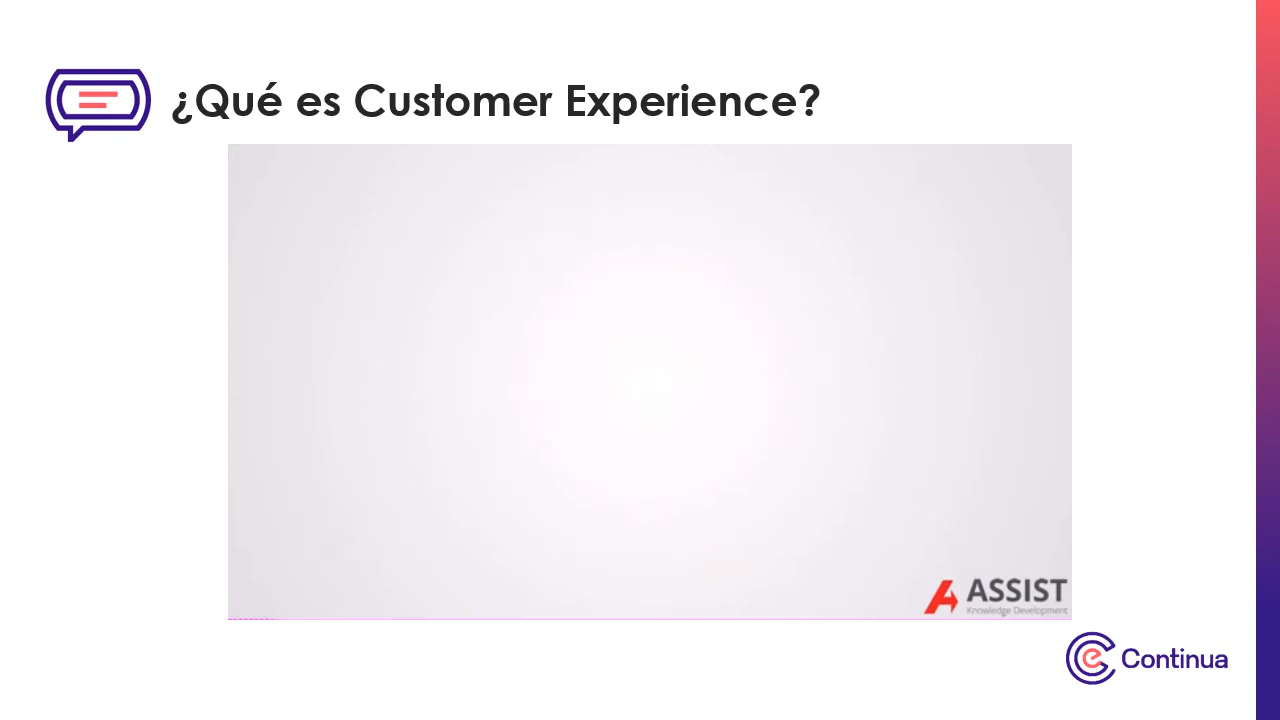 ¿Qué es Customer Experience?
ASSIST
Knowledge Development
Continua